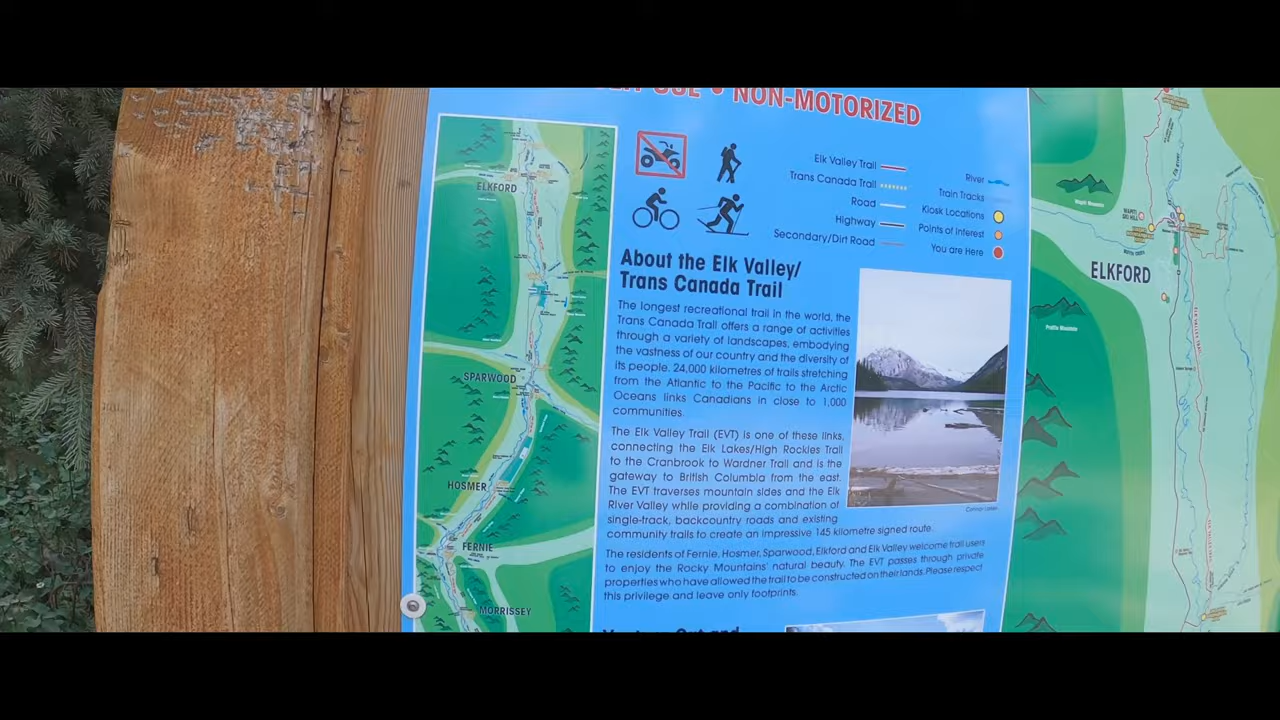 USE • NON-MOTORIZED
Elk Valley Trail
Trans Canada Trail
Road
Highway
Secondary/Dirt Road
River
Train Tracks
Kiosk Locations
Points of Interest
You are Here
ELKFORD
SPARWOOD
HOSMER
FERNIE
MORRISSEY
About the Elk Valley/
Trans Canada Trail
The longest recreational trail in the world, the
Trans Canada Trail offers a range of activities
through a variety of landscapes, embodying
the vastness of our country and the diversity of
its people. 24,000 kilometres of trails stretching
from the Atlantic to the Pacific to the Arctic
Oceans links Canadians in close to 1,000
communities.
The Elk Valley Trail (EVT) is one of these links,
connecting the Elk Lakes/High Rockies Trail
to the Cranbrook to Wardner Trail and is the
gateway to British Columbia from the east.
The EVT traverses mountain sides and the Elk
River Valley while providing a combination of
single-track, backcountry roads and existing
community trails to create an impressive 145 kilometre signed route.
The residents of Fernie, Hosmer, Sparwood, Elkford and Elk Valley welcome trail users
to enjoy the Rocky Mountains' natural beauty. The EVT passes through private
properties who have allowed the trail to be constructed on their lands. Please respect
this privilege and leave only footprints.
ELKFORD